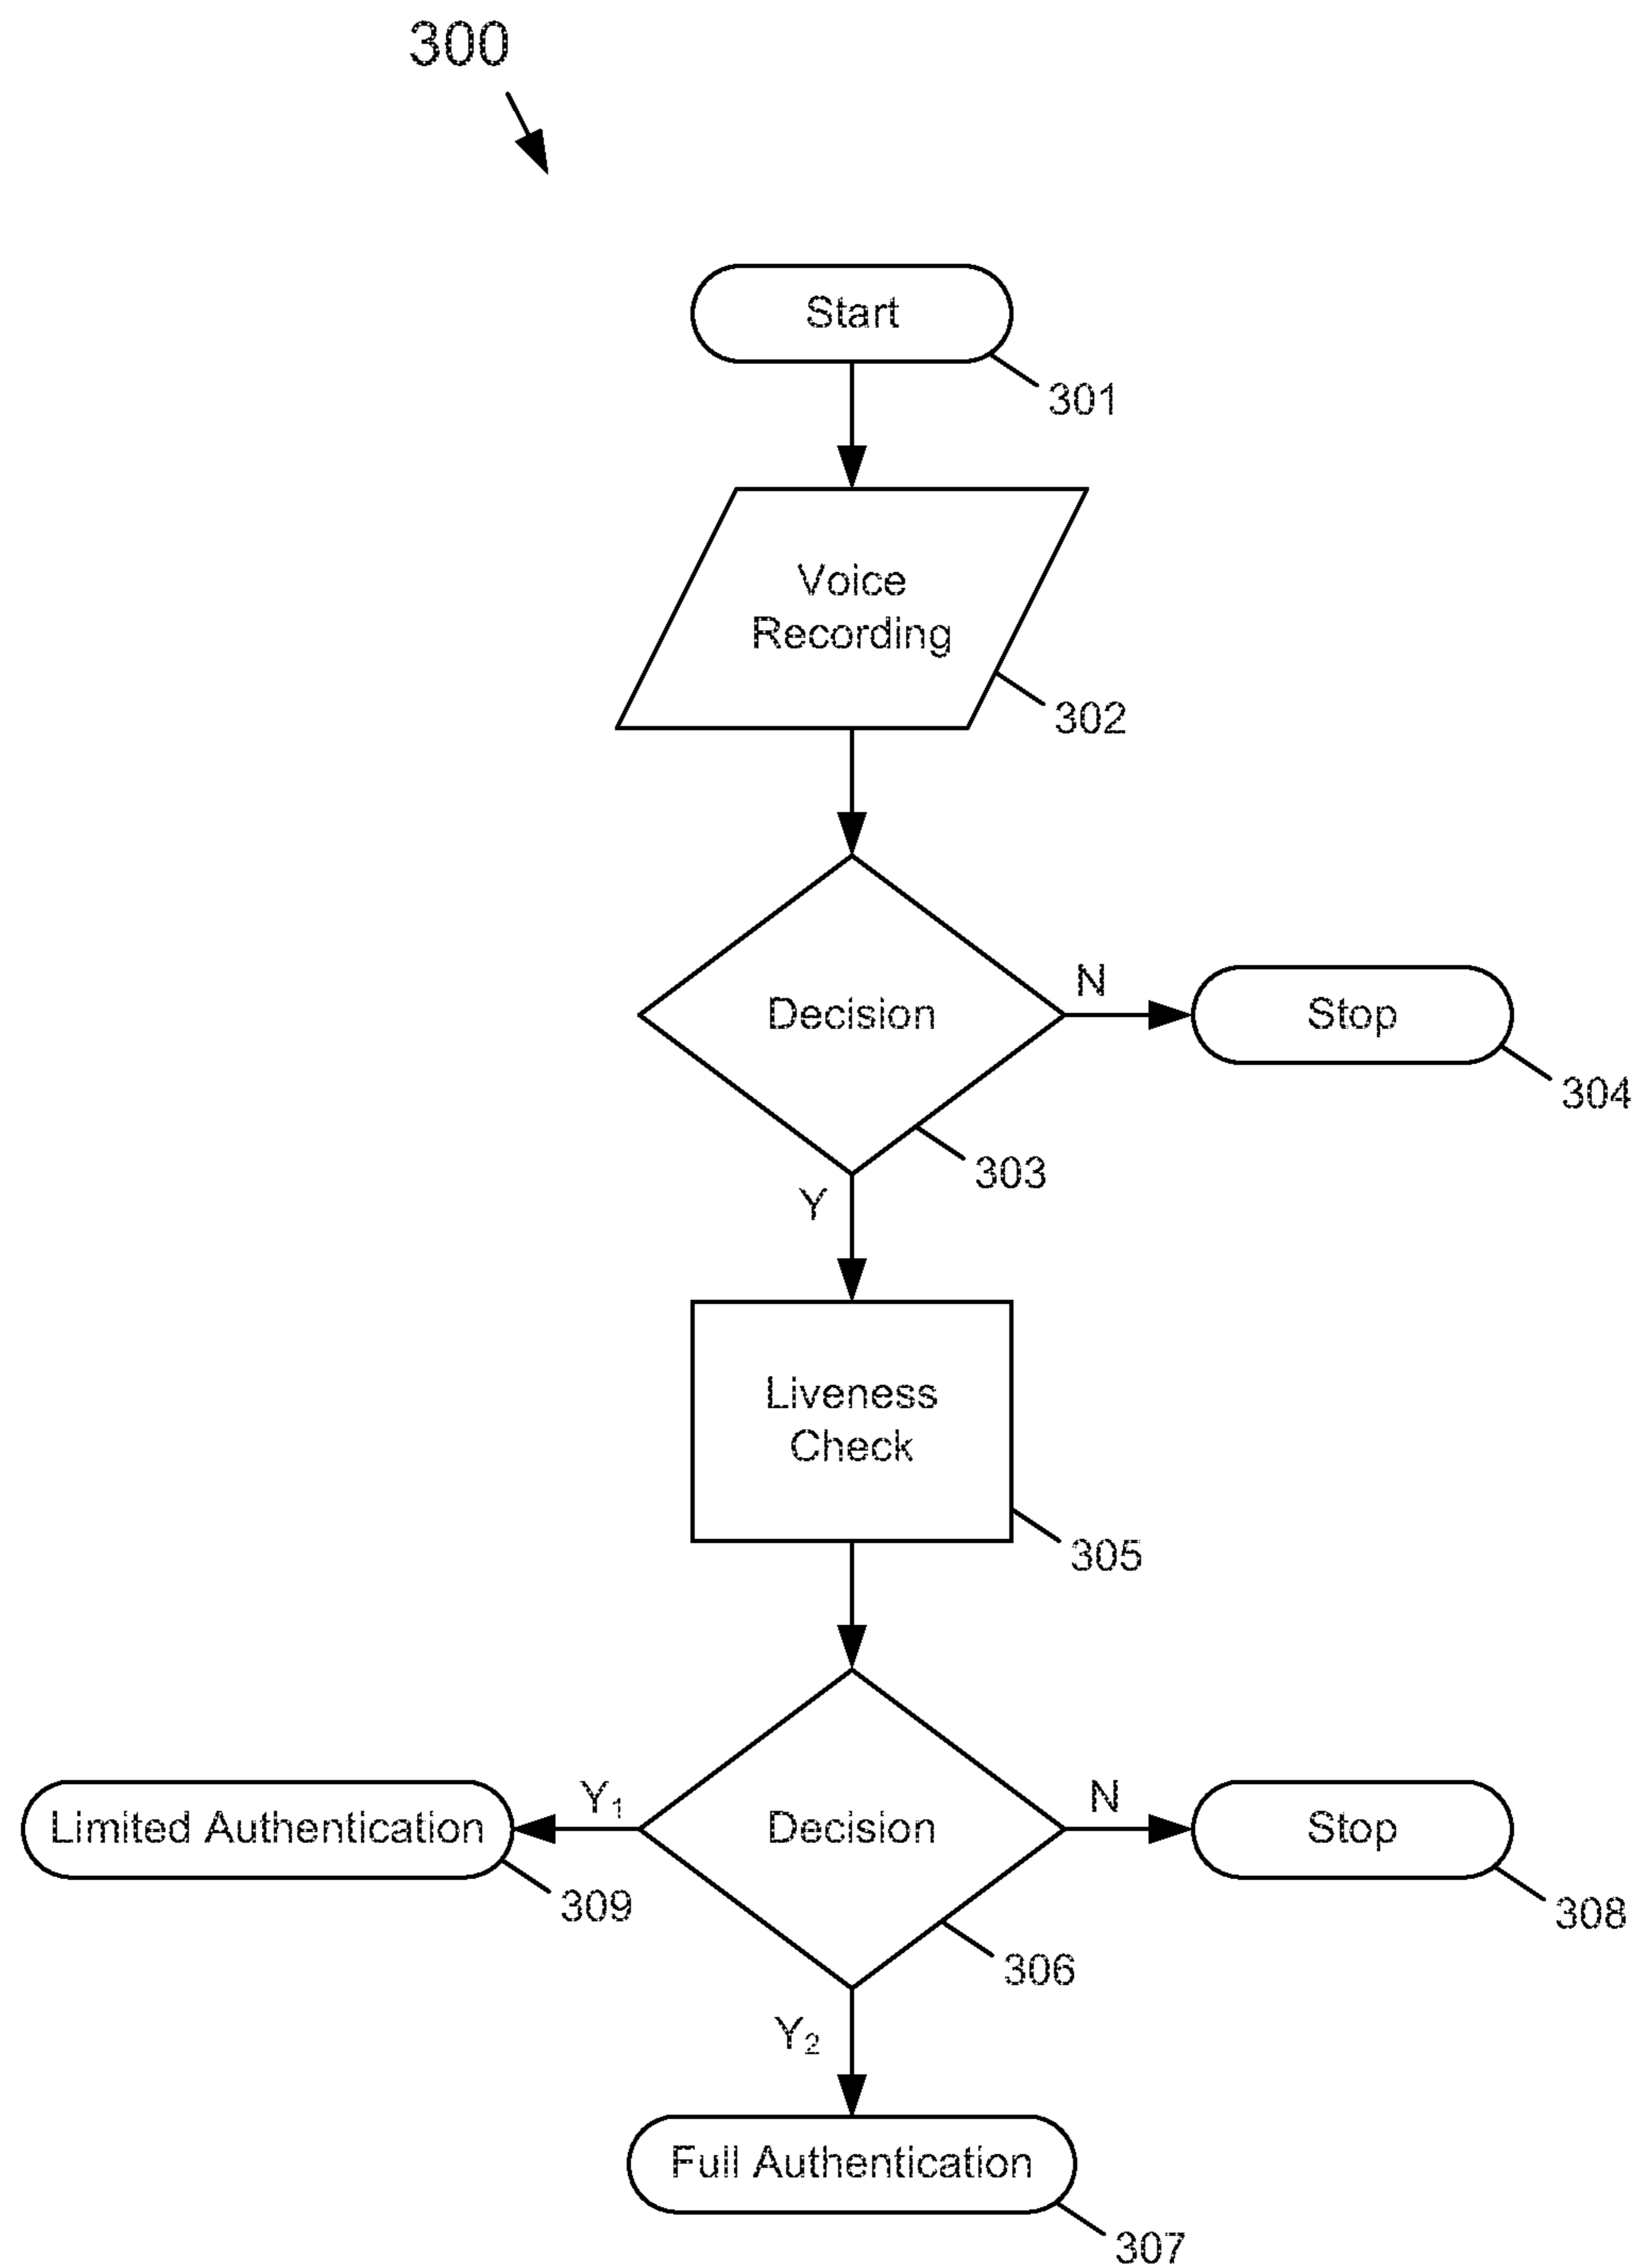 300
Start
301
Voice
Recording
302
Decision
N
Stop
304
303
Y
Liveness
Check
305
Limited Authentication
Y₁
Decision
N
Stop
309
308
306
Y₂
Full Authentication
307